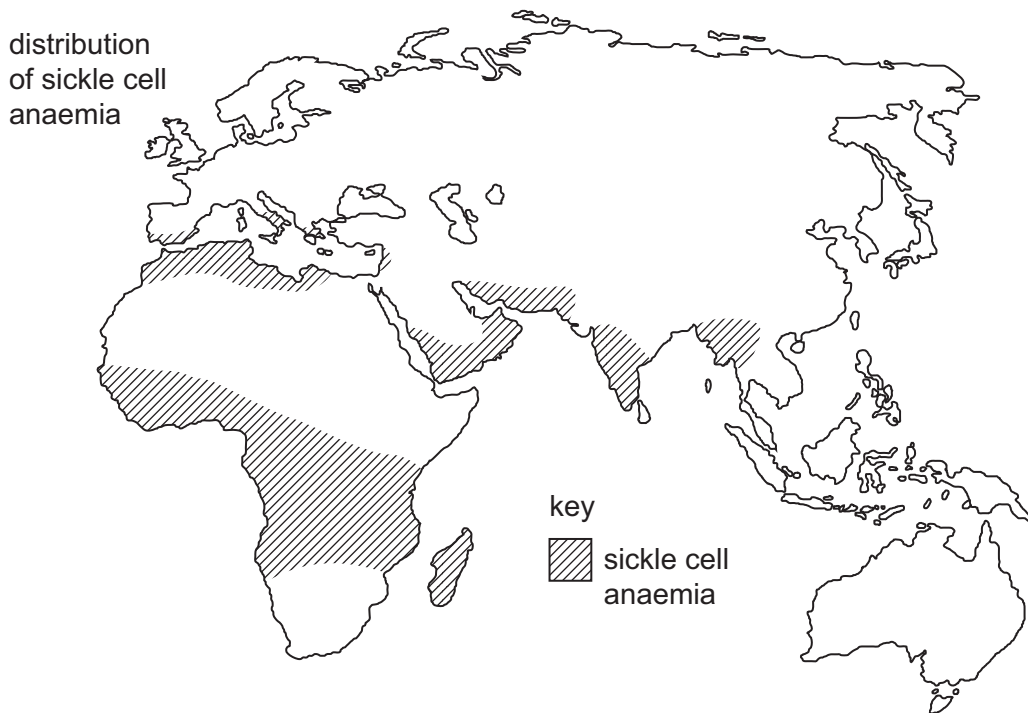 distribution
of sickle cell
anaemia
key
sickle cell
anaemia